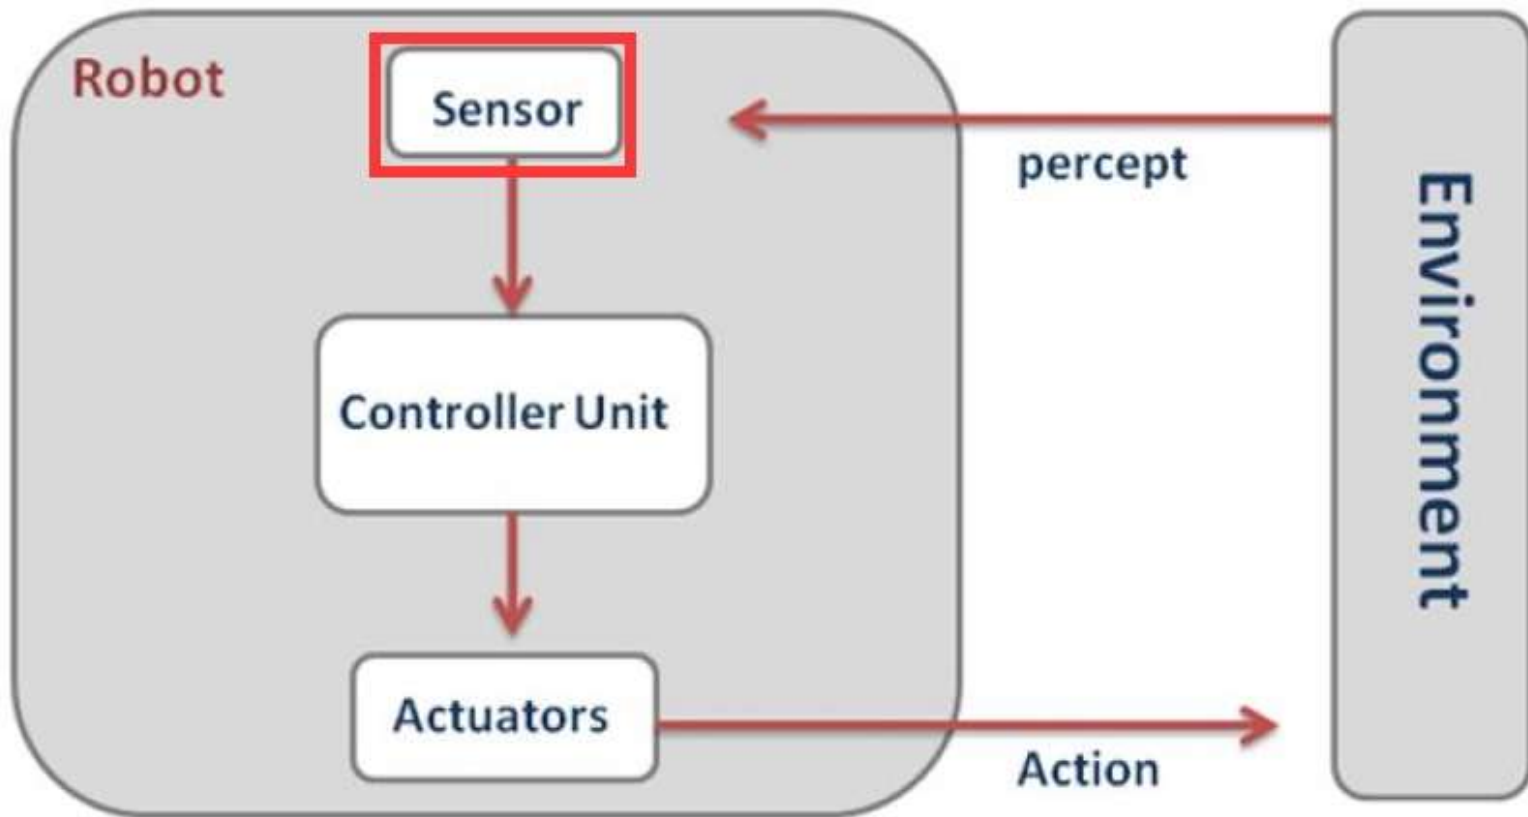 Robot
Sensor
percept
Environment
Controller Unit
Actuators
Action